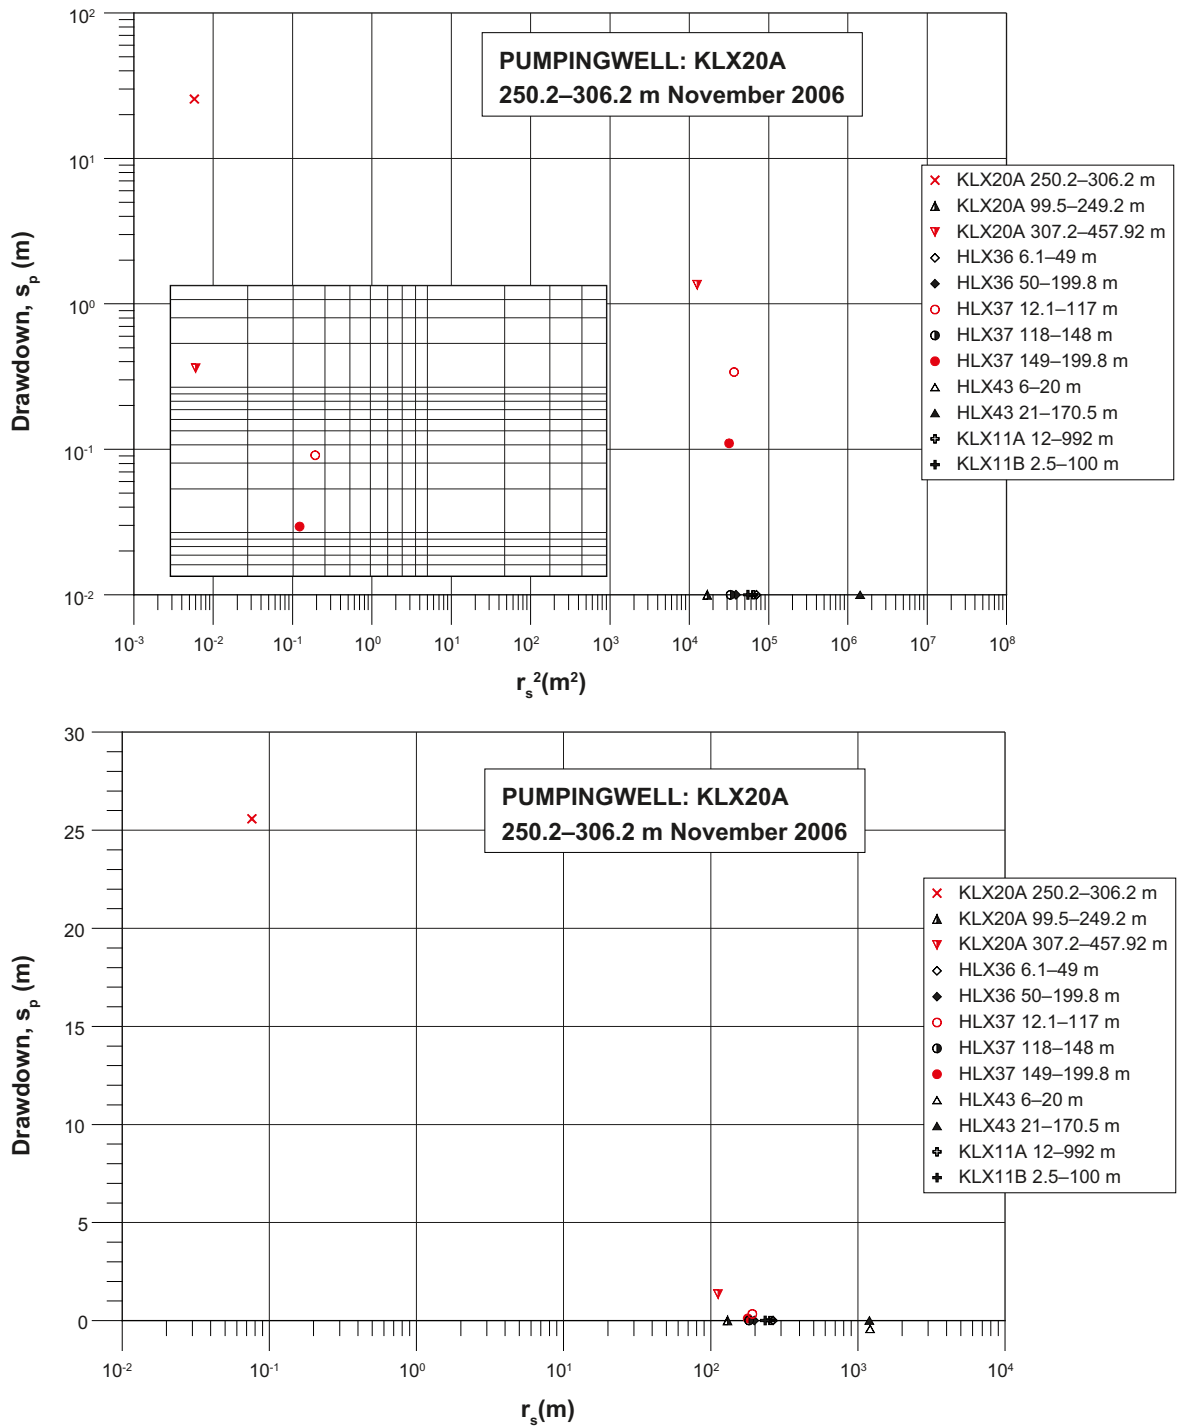 10²
10¹
10⁰
10⁻¹
10⁻²
Drawdown, sₚ (m)
PUMPINGWELL: KLX20A
250.2–306.2 m November 2006
KLX20A 250.2–306.2 m
KLX20A 99.5–249.2 m
KLX20A 307.2–457.92 m
HLX36 6.1–49 m
HLX36 50–199.8 m
HLX37 12.1–117 m
HLX37 118–148 m
HLX37 149–199.8 m
HLX43 6–20 m
HLX43 21–170.5 m
KLX11A 12–992 m
KLX11B 2.5–100 m
10⁻³ 10⁻² 10⁻¹ 10⁰ 10¹ 10² 10³ 10⁴ 10⁵ 10⁶ 10⁷ 10⁸
rₛ²(m²)
30
25
20
15
10
5
0
Drawdown, sₚ (m)
PUMPINGWELL: KLX20A
250.2–306.2 m November 2006
KLX20A 250.2–306.2 m
KLX20A 99.5–249.2 m
KLX20A 307.2–457.92 m
HLX36 6.1–49 m
HLX36 50–199.8 m
HLX37 12.1–117 m
HLX37 118–148 m
HLX37 149–199.8 m
HLX43 6–20 m
HLX43 21–170.5 m
KLX11A 12–992 m
KLX11B 2.5–100 m
10⁻² 10⁻¹ 10⁰ 10¹ 10² 10³ 10⁴
rₛ(m)